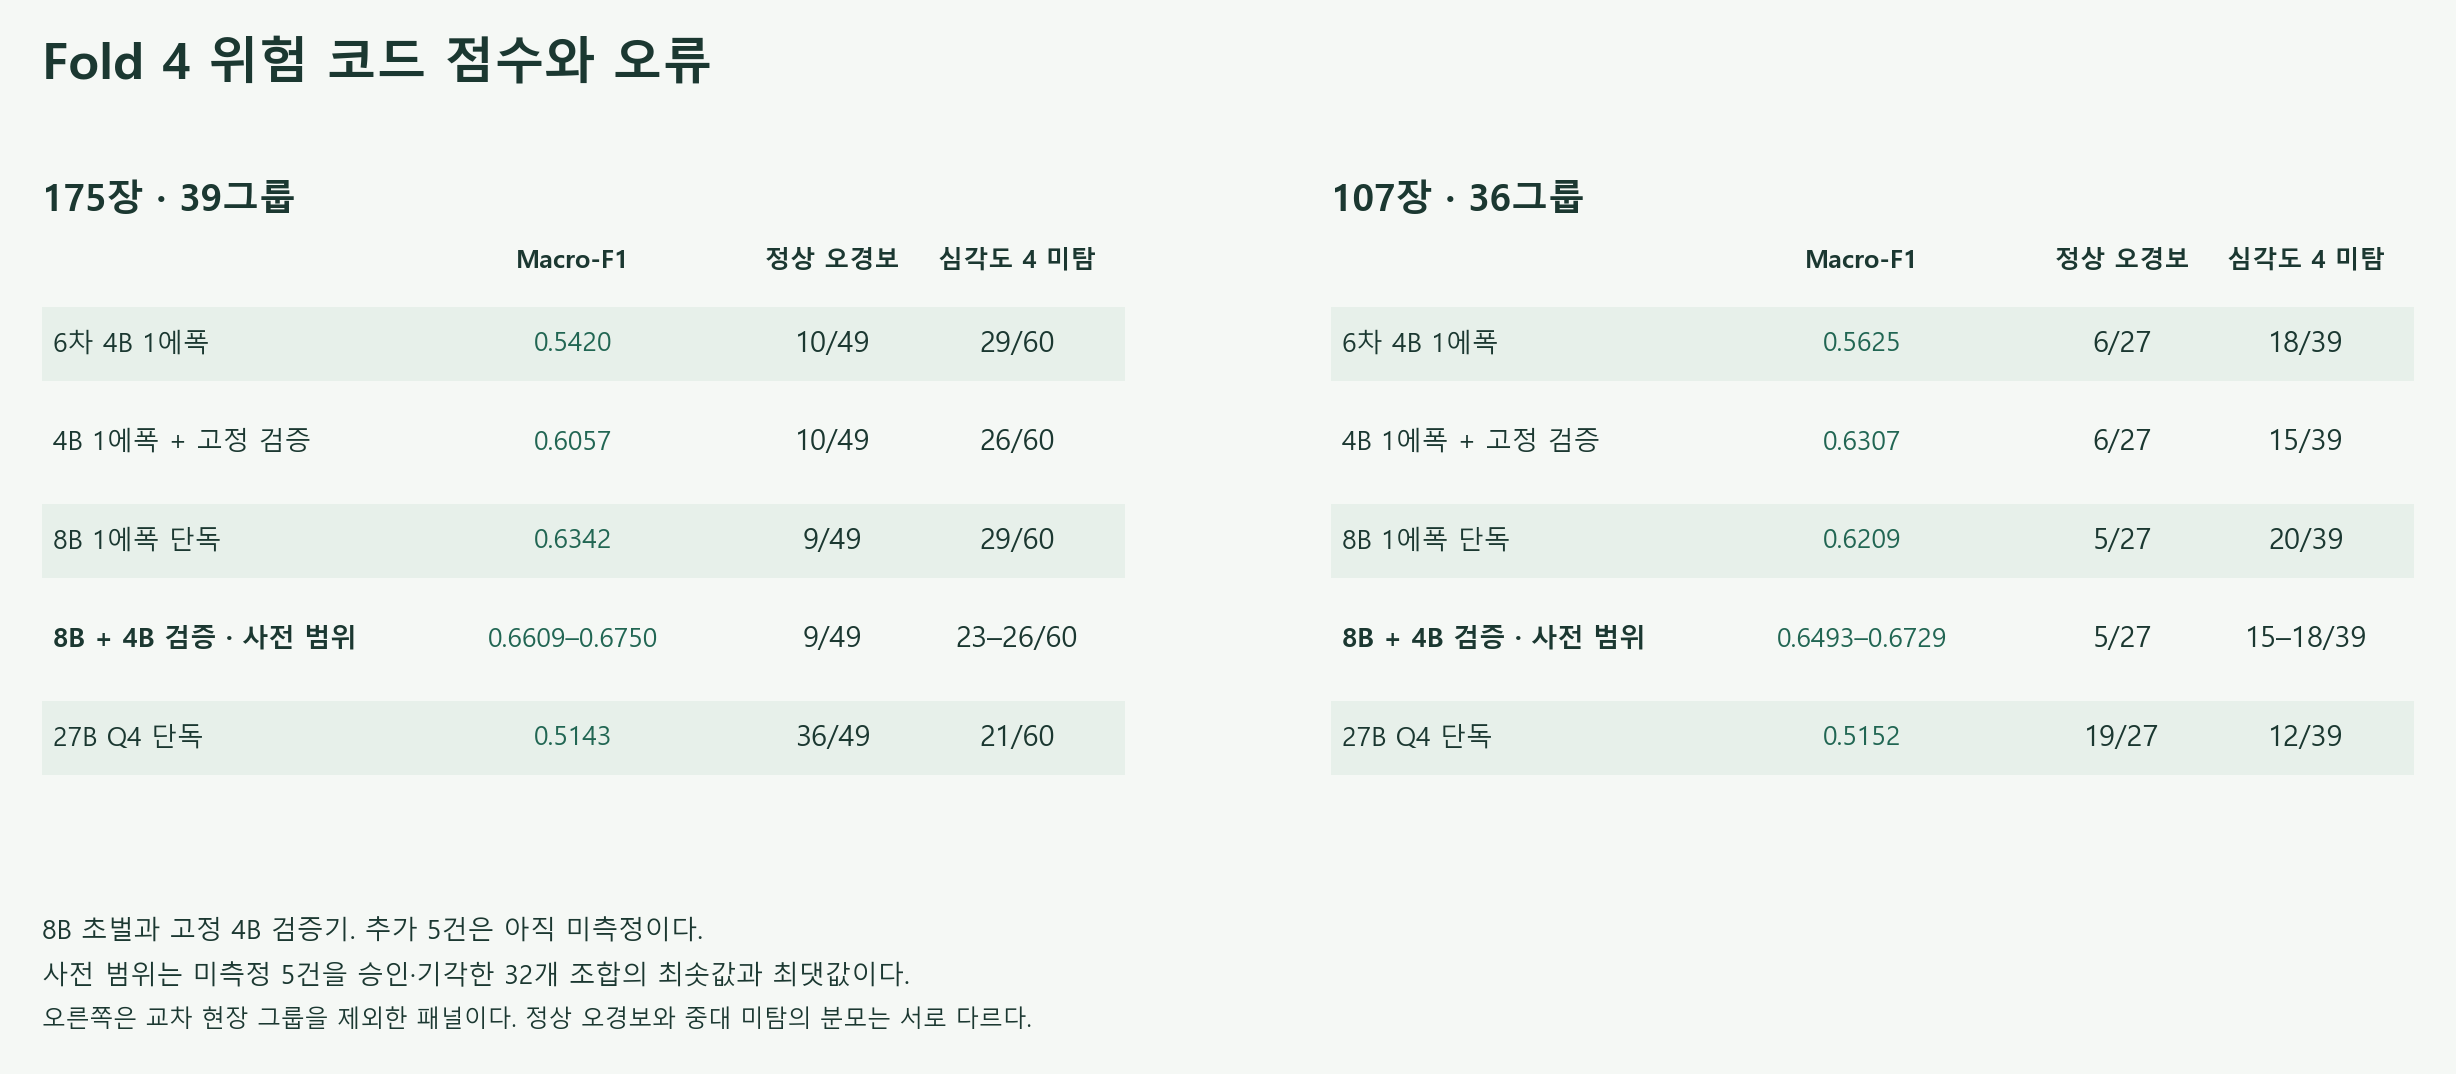 Fold 4 위험 코드 점수와 오류
175장 · 39그룹
Macro-F1 정상 오경보 심각도 4 미탐
6차 4B 1에폭 0.5420 10/49 29/60
4B 1에폭 + 고정 검증 0.6057 10/49 26/60
8B 1에폭 단독 0.6342 9/49 29/60
8B + 4B 검증 · 사전 범위 0.6609–0.6750 9/49 23–26/60
27B Q4 단독 0.5143 36/49 21/60
107장 · 36그룹
Macro-F1 정상 오경보 심각도 4 미탐
6차 4B 1에폭 0.5625 6/27 18/39
4B 1에폭 + 고정 검증 0.6307 6/27 15/39
8B 1에폭 단독 0.6209 5/27 20/39
8B + 4B 검증 · 사전 범위 0.6493–0.6729 5/27 15–18/39
27B Q4 단독 0.5152 19/27 12/39
8B 초벌과 고정 4B 검증기. 추가 5건은 아직 미측정이다.
사전 범위는 미측정 5건을 승인·기각한 32개 조합의 최솟값과 최댓값이다.
오른쪽은 교차 현장 그룹을 제외한 패널이다. 정상 오경보와 중대 미탐의 분모는 서로 다르다.